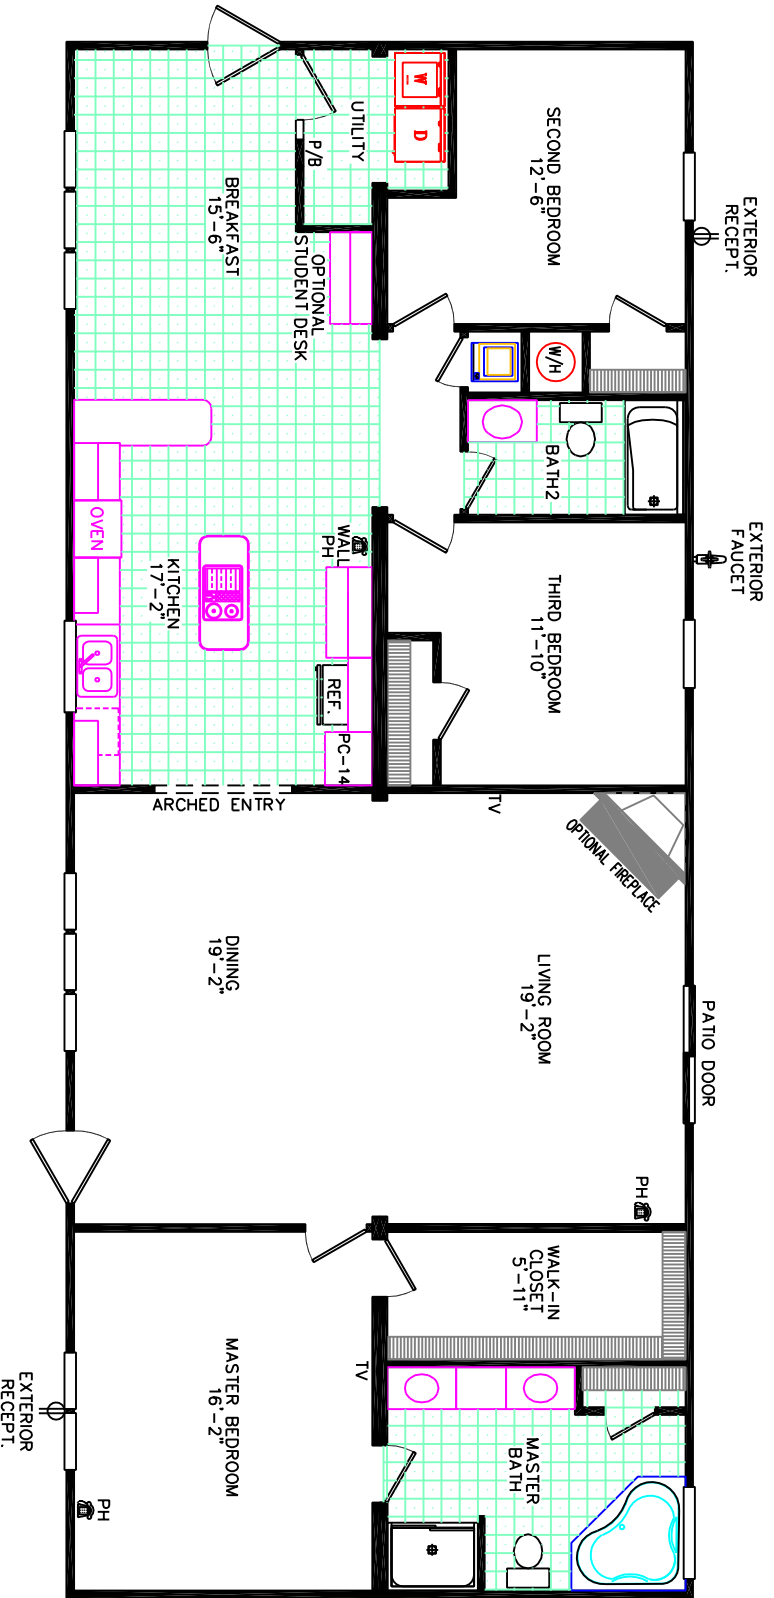 W
D
UTILITY
P/B
SECOND BEDROOM
12'-6"
EXTERIOR
RECEPT.
BREAKFAST
15'-6"
OPTIONAL
STUDENT DESK
W/H
BATH2
OVEN
WALL
PH
KITCHEN
17'-2"
EXTERIOR
FAUCET
THIRD BEDROOM
11'-10"
REF.
PC-14
ARCHED ENTRY
TV
OPTIONAL FIREPLACE
DINING
19'-2"
LIVING ROOM
19'-2"
PATIO DOOR
PH
WALK-IN
CLOSET
5'-11"
TV
MASTER BEDROOM
16'-2"
EXTERIOR
RECEPT.
MASTER
BATH
PH